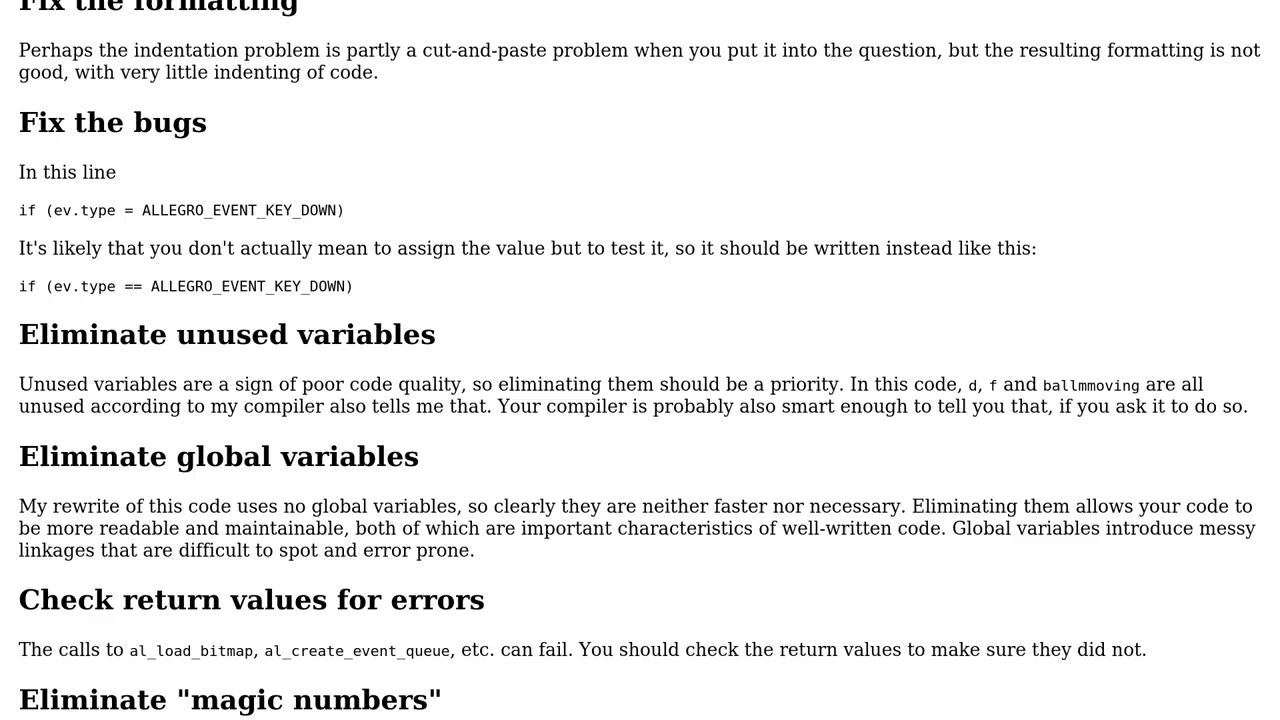 Fix the formatting
Perhaps the indentation problem is partly a cut-and-paste problem when you put it into the question, but the resulting formatting is not
good, with very little indenting of code.
Fix the bugs
In this line
if (ev.type = ALLEGRO_EVENT_KEY_DOWN)
It's likely that you don't actually mean to assign the value but to test it, so it should be written instead like this:
if (ev.type == ALLEGRO_EVENT_KEY_DOWN)
Eliminate unused variables
Unused variables are a sign of poor code quality, so eliminating them should be a priority. In this code, d, f and ballmmoving are all
unused according to my compiler also tells me that. Your compiler is probably also smart enough to tell you that, if you ask it to do so.
Eliminate global variables
My rewrite of this code uses no global variables, so clearly they are neither faster nor necessary. Eliminating them allows your code to
be more readable and maintainable, both of which are important characteristics of well-written code. Global variables introduce messy
linkages that are difficult to spot and error prone.
Check return values for errors
The calls to al_load_bitmap, al_create_event_queue, etc. can fail. You should check the return values to make sure they did not.
Eliminate "magic numbers"